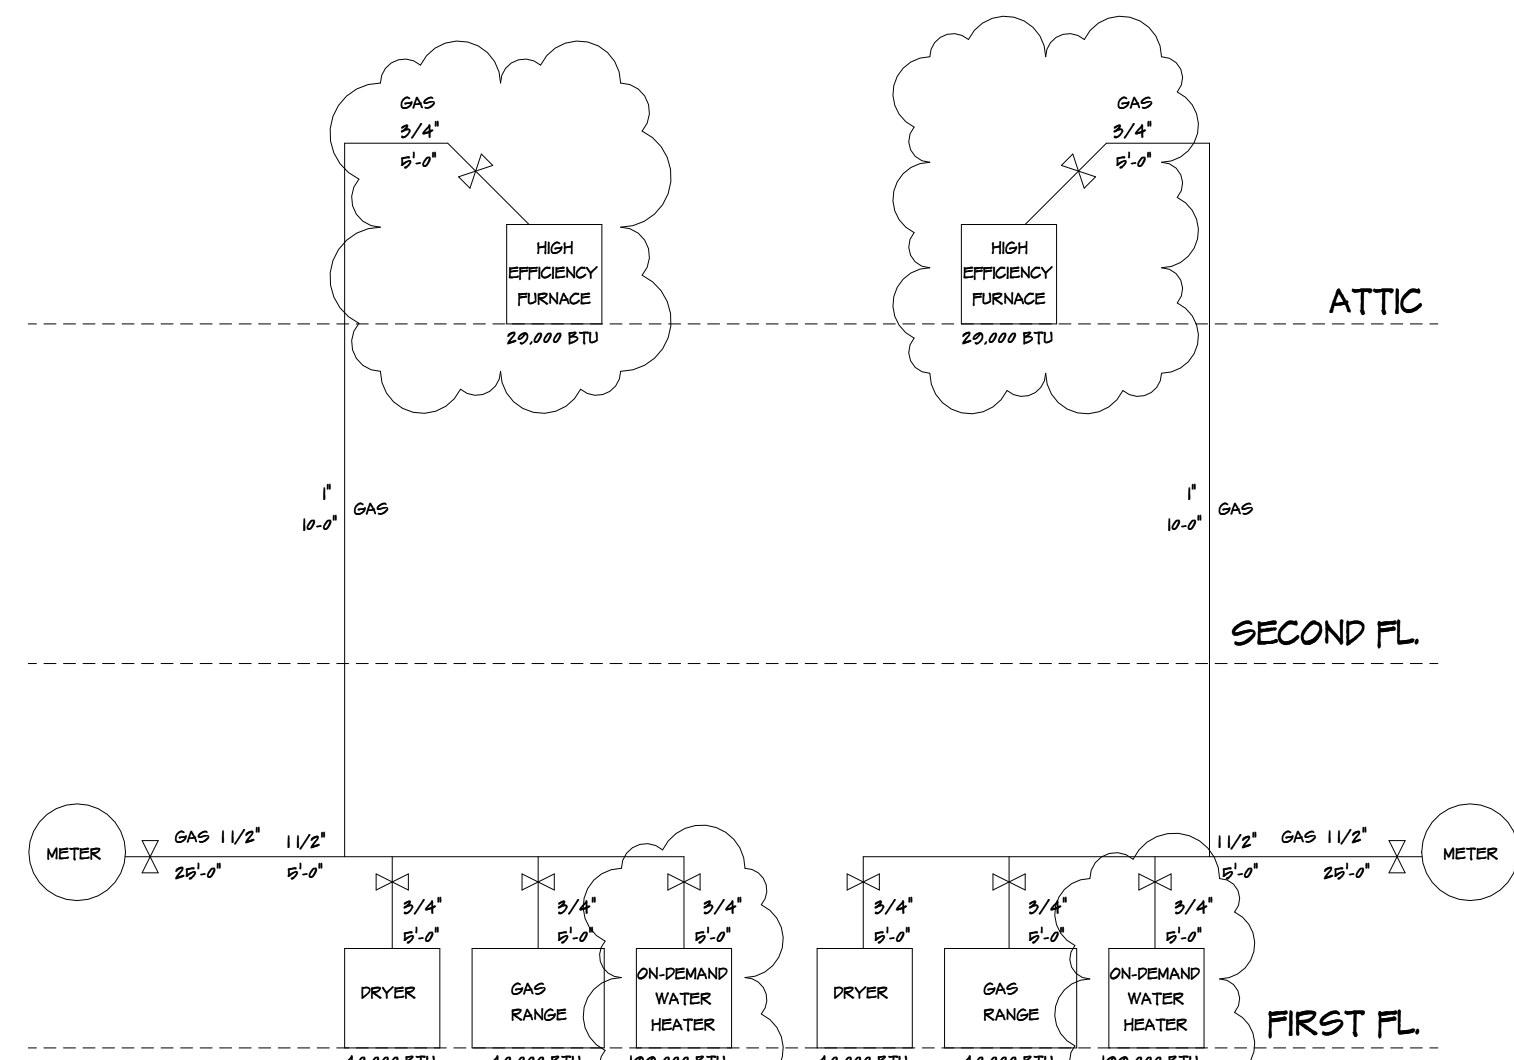 GAS
3/4"
5'-0"
HIGH
EFFICIENCY
FURNACE
29,000 BTU
GAS
3/4"
5'-0"
HIGH
EFFICIENCY
FURNACE
29,000 BTU
ATTIC
1"
10-0"
GAS
1"
10-0"
GAS
SECOND FL.
METER
GAS 1 1/2"
25'-0"
1 1/2"
5'-0"
1 1/2"
5'-0"
GAS 1 1/2"
25'-0"
METER
3/4"
5'-0"
3/4"
5'-0"
3/4"
5'-0"
3/4"
5'-0"
3/4"
5'-0"
3/4"
5'-0"
DRYER
GAS
RANGE
ON-DEMAND
WATER
HEATER
DRYER
GAS
RANGE
ON-DEMAND
WATER
HEATER
FIRST FL.